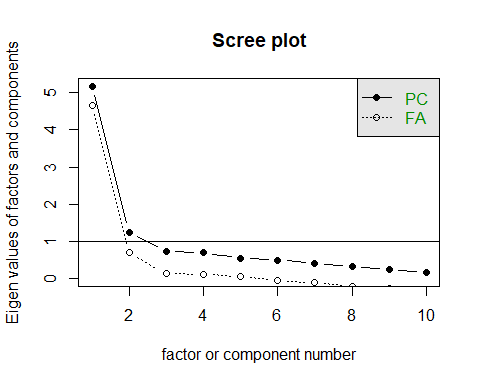 Scree plot
Eigen values of factors and components
5
4
3
2
1
0
PC
FA
2
4
6
8
10
factor or component number